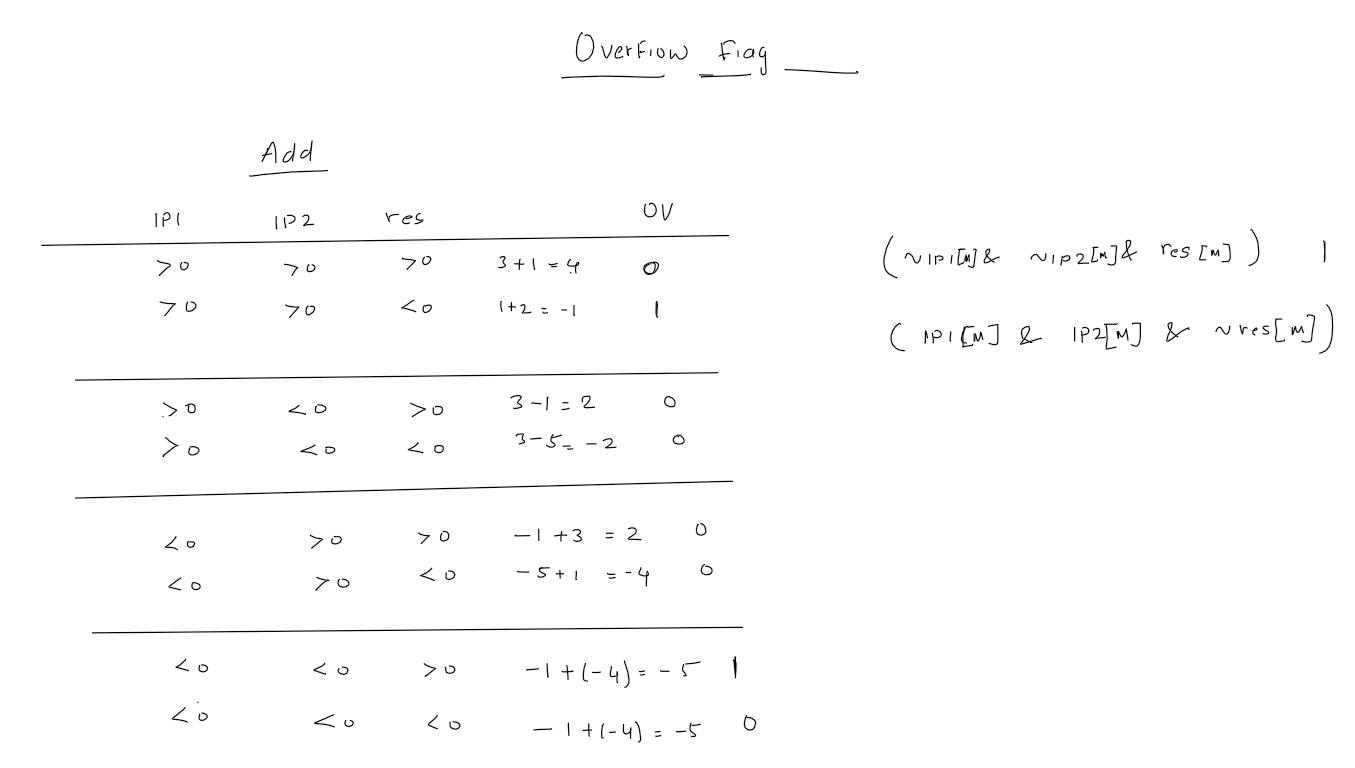 Overflow Flag
Add
IP1 IP2 res OV
>0 >0 >0 3+1=4 0
>0 >0 <0 1+2=-1 1
>0 <0 >0 3-1=2 0
>0 <0 <0 3-5=-2 0
<0 >0 >0 -1+3=2 0
<0 >0 <0 -5+1=-4 0
<0 <0 >0 -1+(-4)=-5 1
<0 <0 <0 -1+(-4)=-5 0
(~IP1[M]& ~IP2[M]& res[M]) 1
(IP1[M] & IP2[M] & ~res[M])